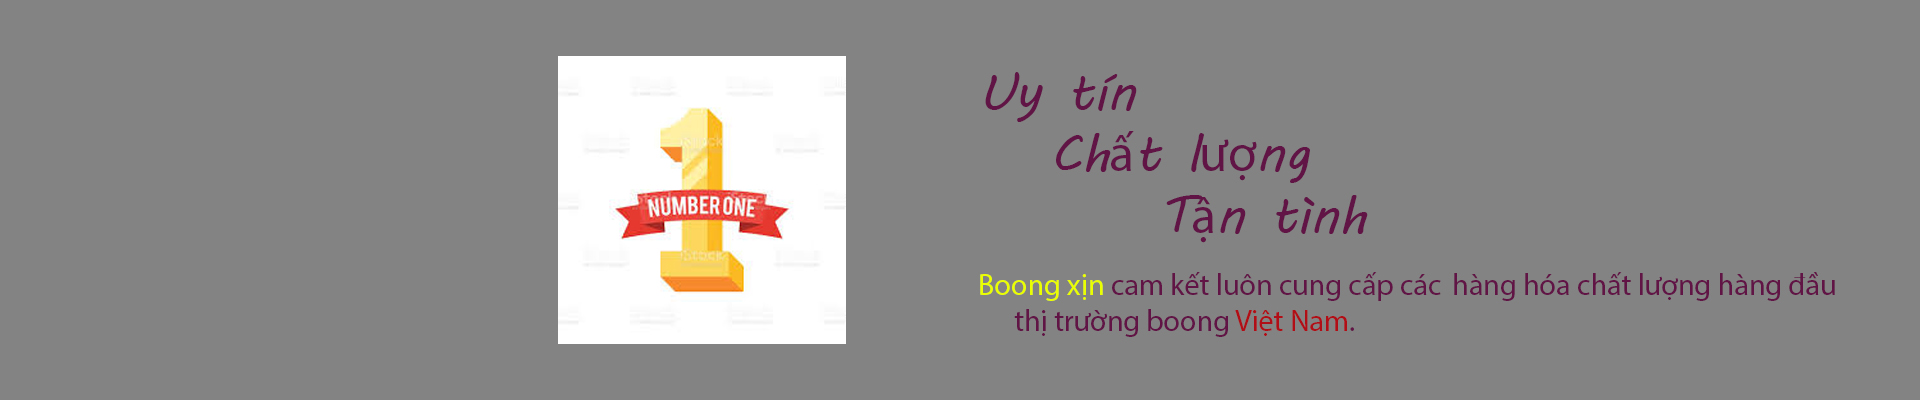 NUMBER ONE
iStock
Uy tín
Chất lượng
Tận tình
Boong xịn cam kết luôn cung cấp các hàng hóa chất lượng hàng đầu
thị trường boong Việt Nam.